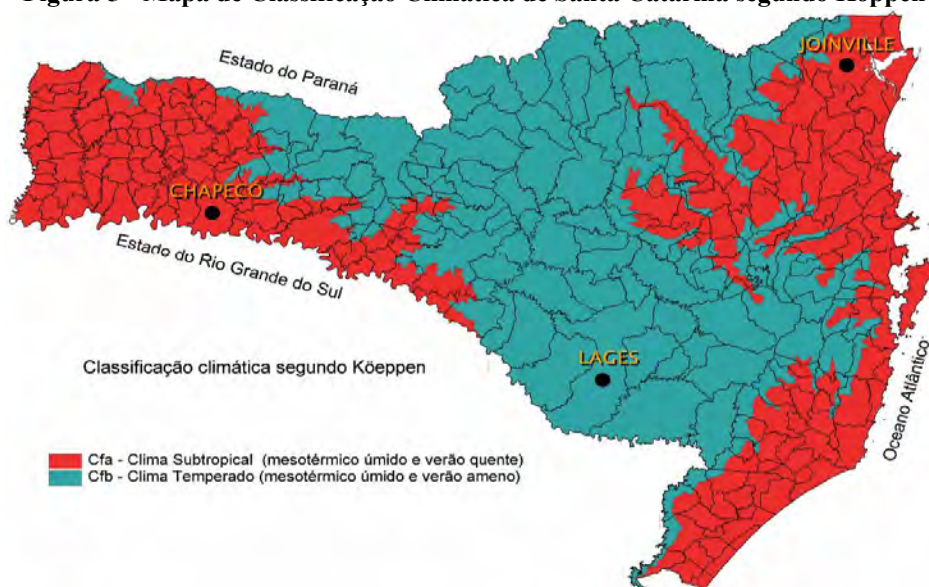 Figura 3 - Mapa de Classificação Climática de Santa Catarina segundo Köppen
JOINVILLE
Estado do Paraná
CHAPECÓ
Estado do Rio Grande do Sul
LAGES
Oceano Atlântico
Classificação climática segundo Köeppen
Cfa - Clima Subtropical (mesotérmico úmido e verão quente)
Cfb - Clima Temperado (mesotérmico úmido e verão ameno)